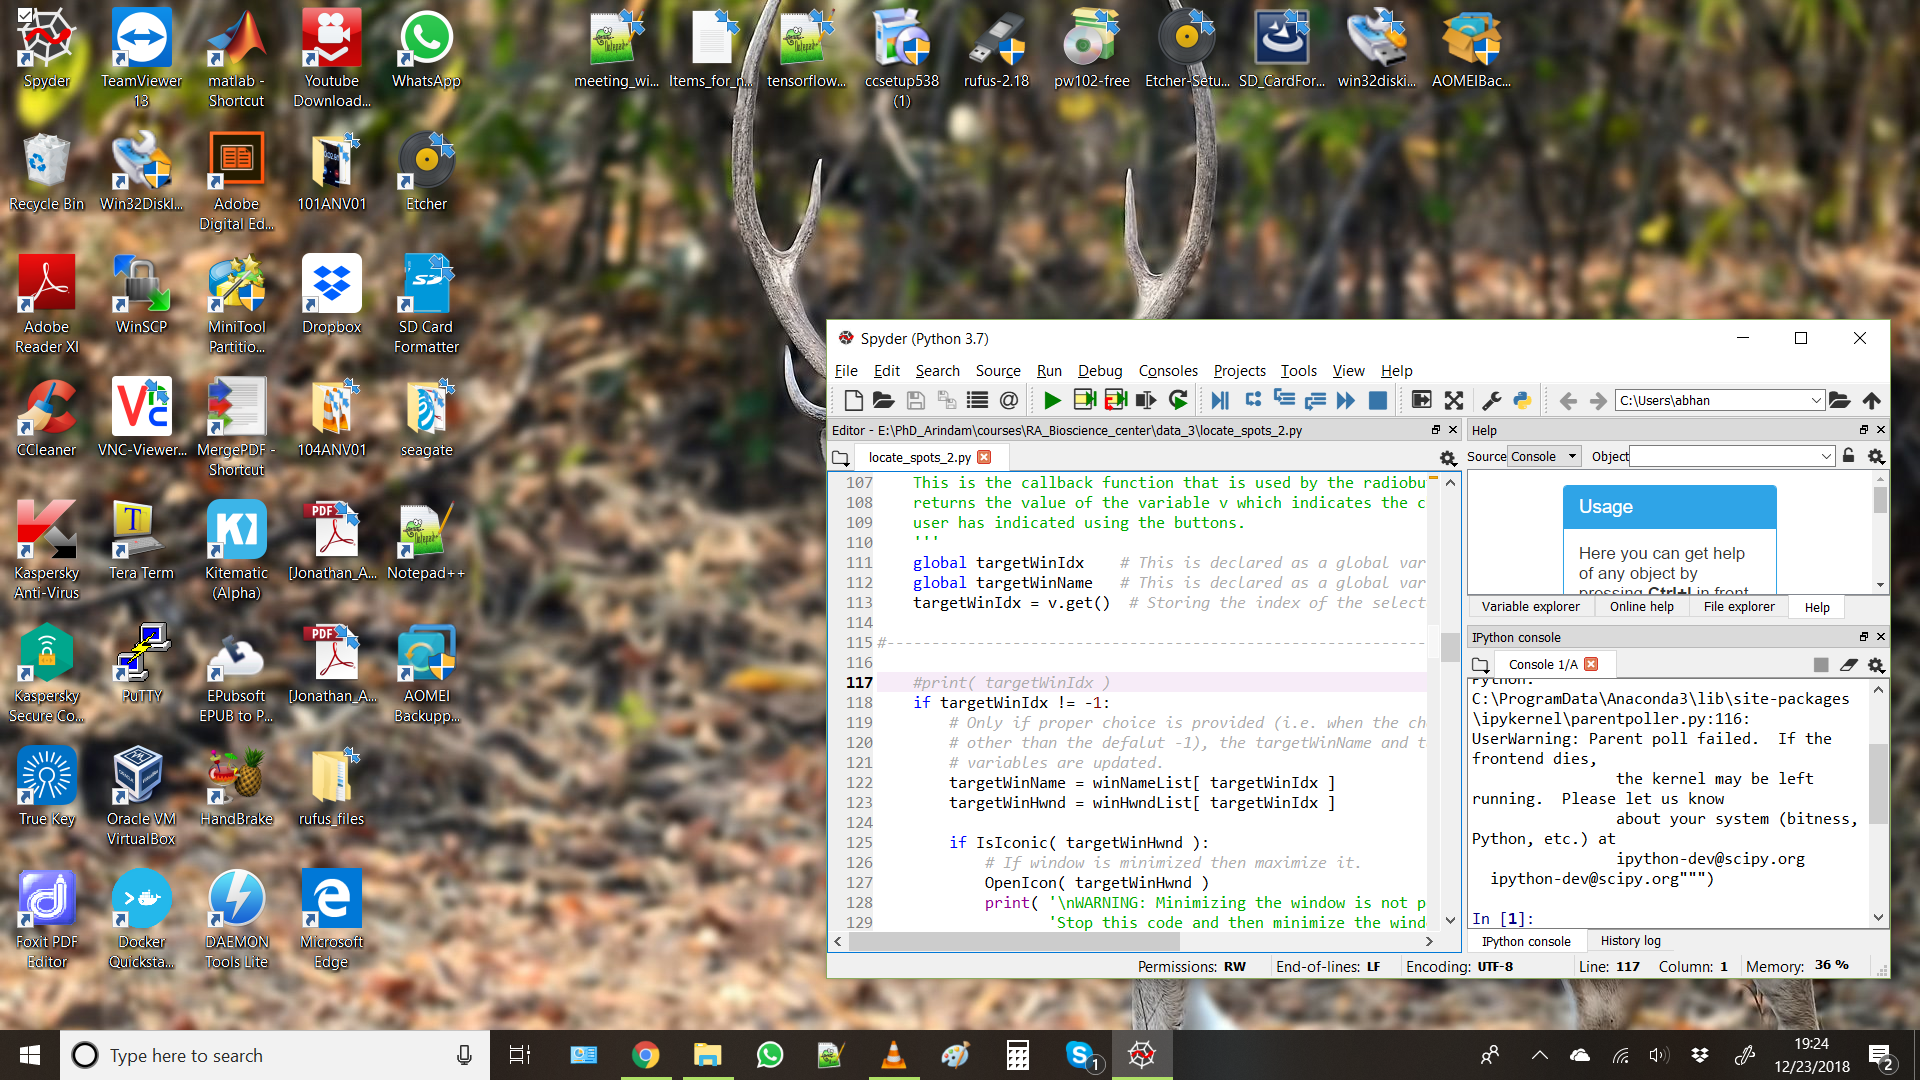 Spyder
TeamViewer
13
matlab -
Shortcut
Youtube
Download...
WhatsApp
meeting_wi...
Items_for_n...
tensorflow...
ccsetup538
(1)
rufus-2.18
pw102-free
Etcher-Setu...
SD_CardFor...
win32diski...
AOMEIBac...
Recycle Bin
Win32DiskI...
Adobe
Digital Ed...
101ANV01
Etcher
Adobe
Reader XI
WinSCP
MiniTool
Partitio...
Dropbox
SD Card
Formatter
CCleaner
VNC-Viewer...
MergePDF -
Shortcut
104ANV01
seagate
Kaspersky
Anti-Virus
Tera Term
Kitematic
(Alpha)
[Jonathan_A...
Notepad++
Kaspersky
Secure Co...
PuTTY
EPubsoft
EPUB to P...
[Jonathan_A...
AOMEI
Backupp...
True Key
Oracle VM
VirtualBox
HandBrake
rufus_files
Foxit PDF
Editor
Docker
Quicksta...
DAEMON
Tools Lite
Microsoft
Edge
Spyder (Python 3.7)
File Edit Search Source Run Debug Consoles Projects Tools View Help
C:\Users\abhan
Editor - E:\PhD_Arindam\courses\RA_Bioscience_center\data_3\locate_spots_2.py
locate_spots_2.py
107 This is the callback function that is used by the radiobu
108 returns the value of the variable v which indicates the c
109 user has indicated using the buttons.
110 '''
111 global targetWinIdx # This is declared as a global var
112 global targetWinName # This is declared as a global var
113 targetWinIdx = v.get() # Storing the index of the select
114
115 #------------------------------------------------------------
116
117 #print( targetWinIdx )
118 if targetWinIdx != -1:
119 # Only if proper choice is provided (i.e. when the ch
120 # other than the defalut -1), the targetWinName and t
121 # variables are updated.
122 targetWinName = winNameList[ targetWinIdx ]
123 targetWinHwnd = winHwndList[ targetWinIdx ]
124
125 if IsIconic( targetWinHwnd ):
126 # If window is minimized then maximize it.
127 OpenIcon( targetWinHwnd )
128 print( '\nWARNING: Minimizing the window is not p
129 'Stop this code and then minimize the wind
Help
Source Console Object
Usage
Here you can get help
of any object by
pressing Ctrl+I in front
Variable explorer Online help File explorer Help
IPython console
Console 1/A
Python.
C:\ProgramData\Anaconda3\lib\site-packages
\ipykernel\parentpoller.py:116:
UserWarning: Parent poll failed. If the
frontend dies,
the kernel may be left
running. Please let us know
about your system (bitness,
Python, etc.) at
ipython-dev@scipy.org
ipython-dev@scipy.org""")
In [1]:
IPython console History log
Permissions: RW End-of-lines: LF Encoding: UTF-8 Line: 117 Column: 1 Memory: 36 %
Type here to search
1
19:24
12/23/2018
2